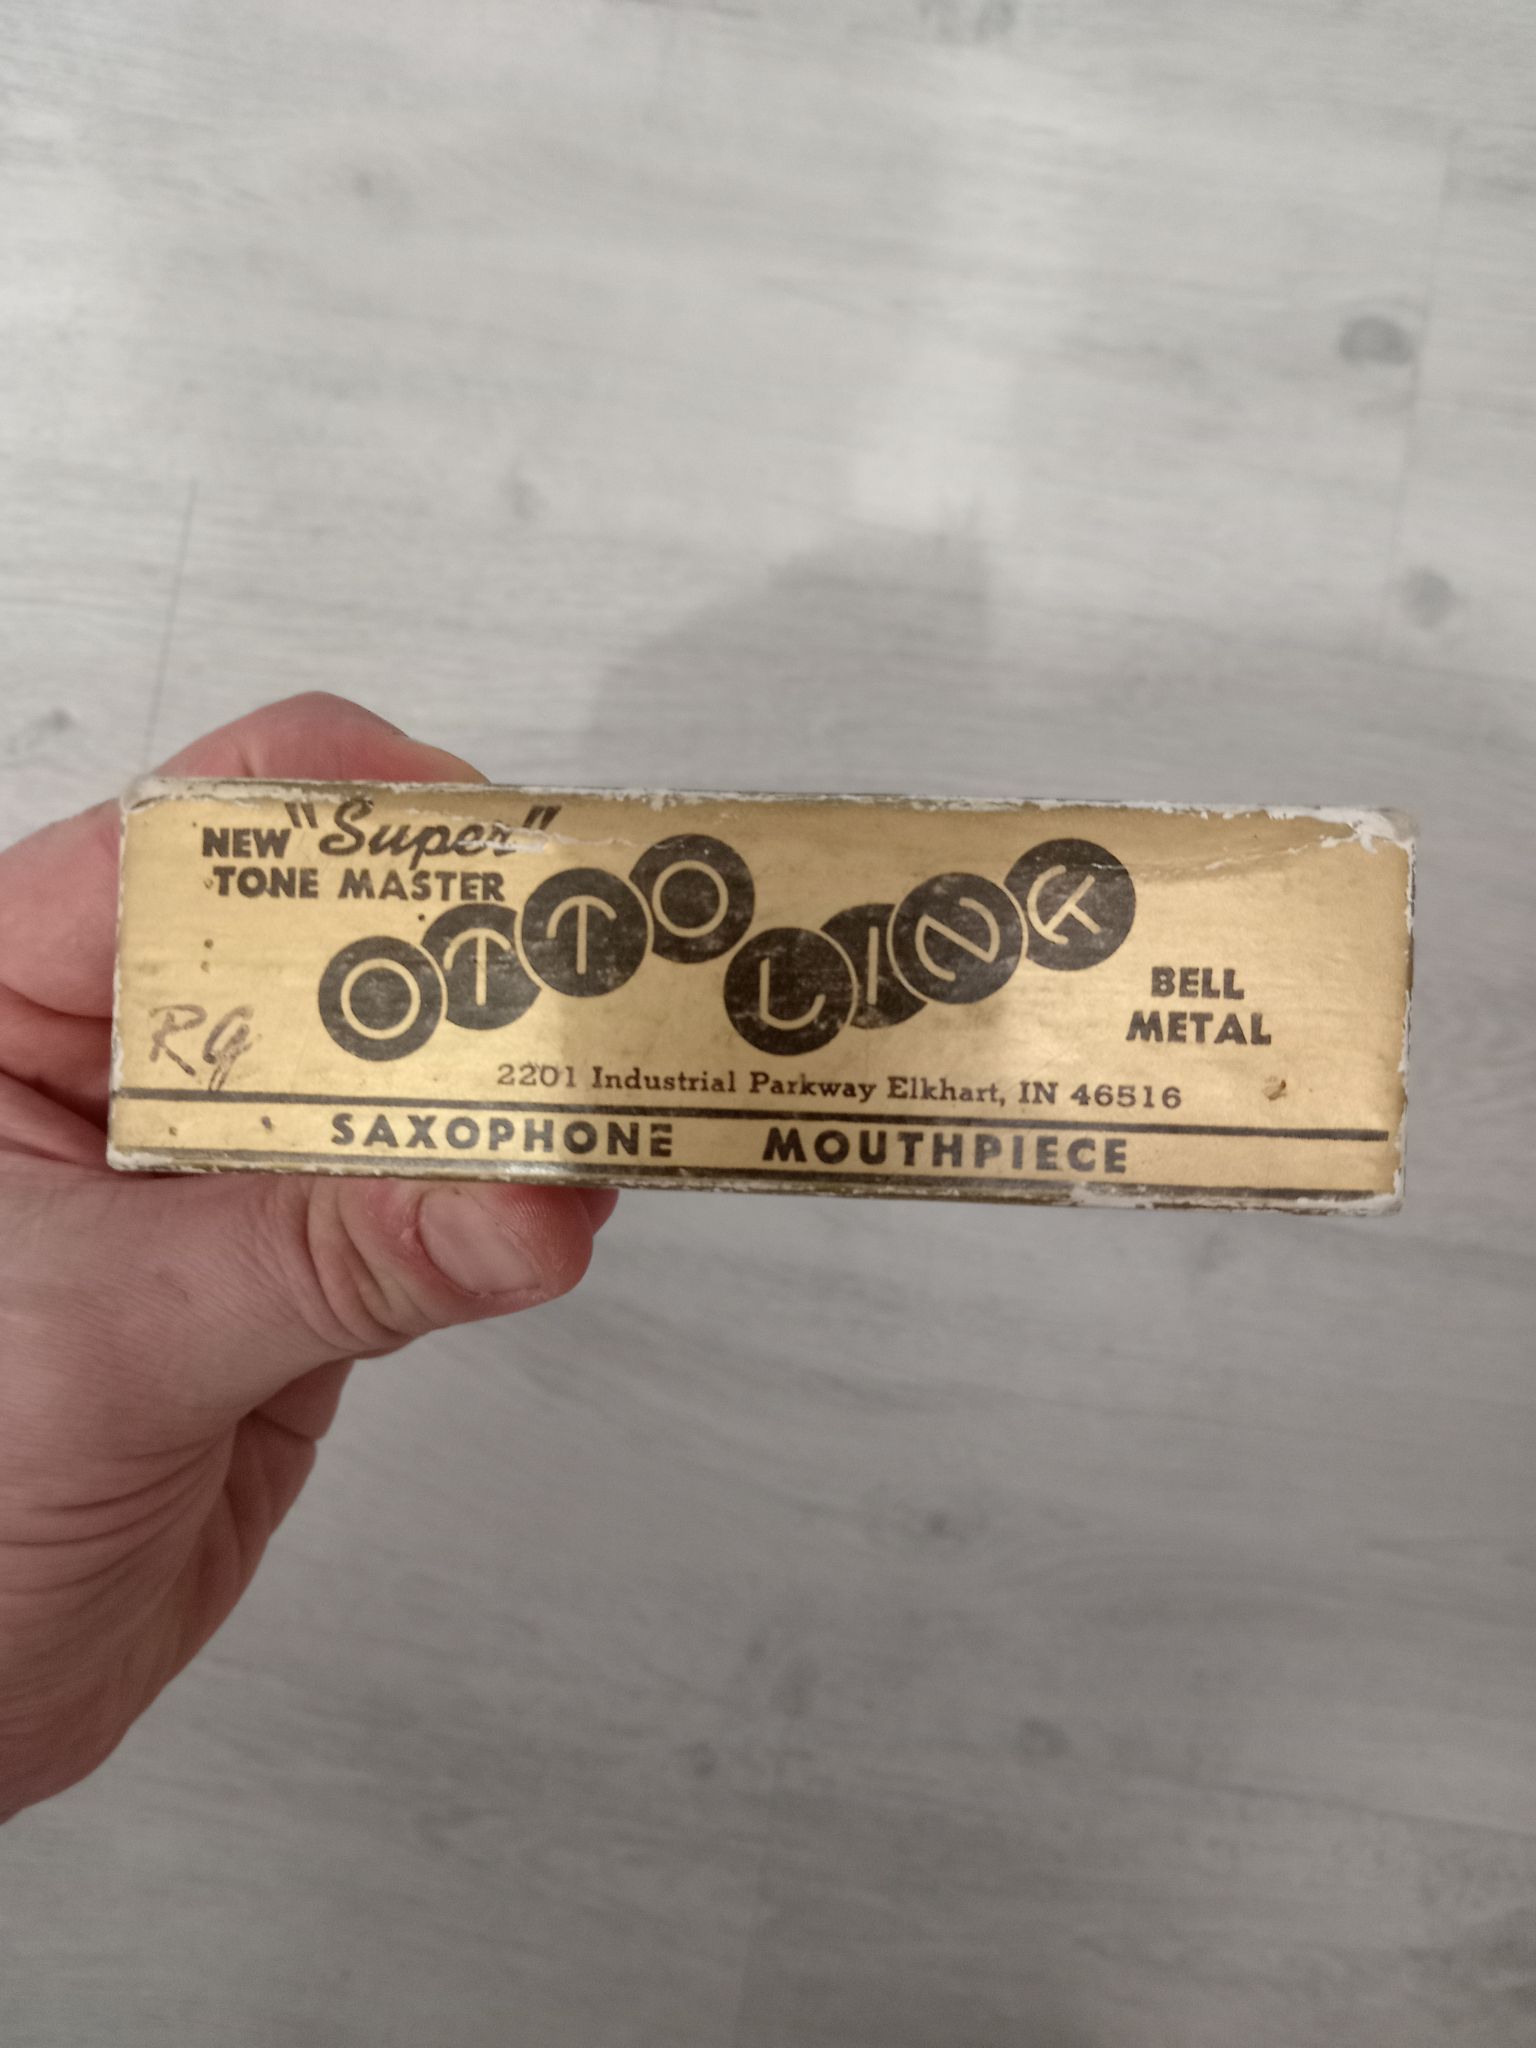 NEW "Super"
TONE MASTER
OTTO LINK
BELL
METAL
Rg
2201 Industrial Parkway Elkhart, IN 46516
SAXOPHONE MOUTHPIECE